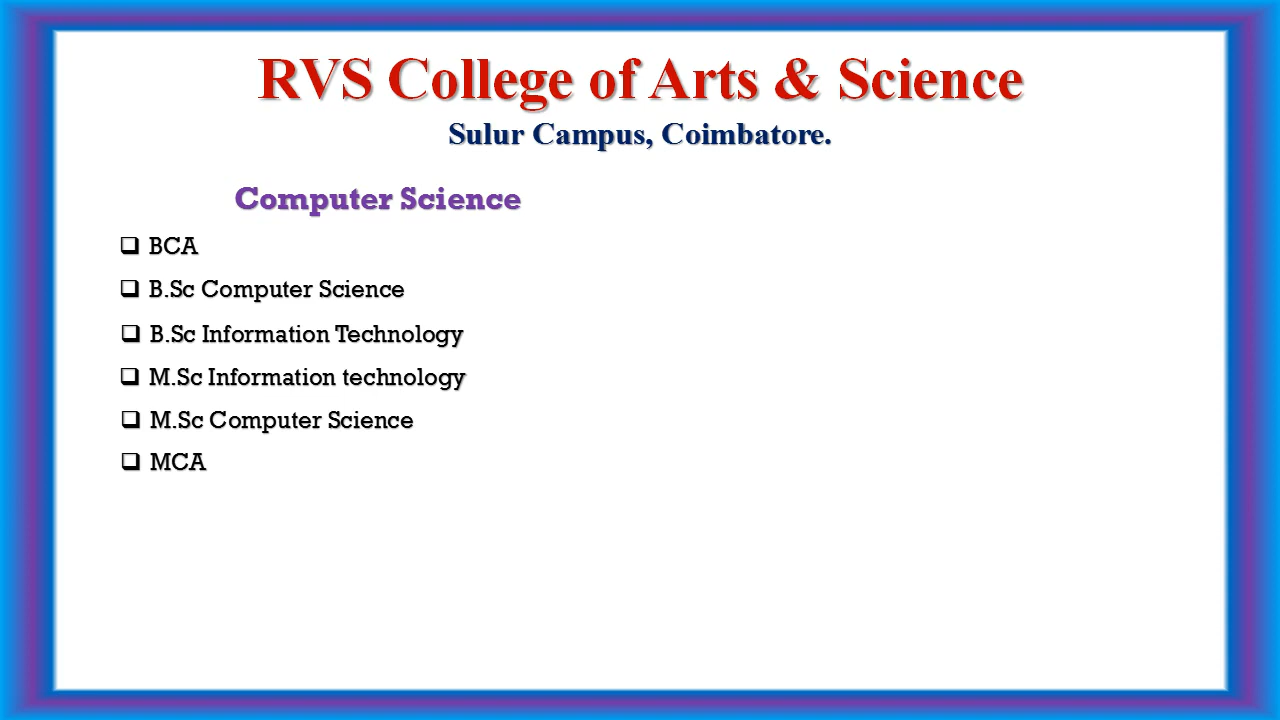 RVS College of Arts & Science
Sulur Campus, Coimbatore.
Computer Science
❑ BCA
❑ B.Sc Computer Science
❑ B.Sc Information Technology
❑ M.Sc Information technology
❑ M.Sc Computer Science
❑ MCA